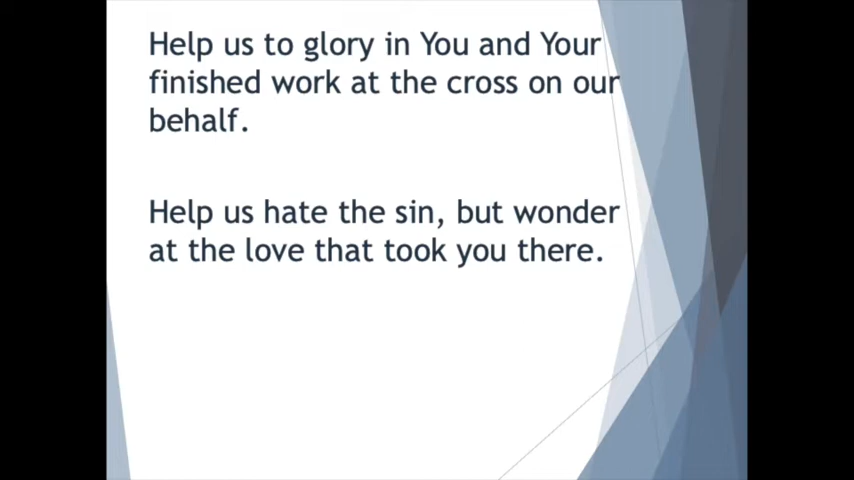 Help us to glory in You and Your
finished work at the cross on our
behalf.
Help us hate the sin, but wonder
at the love that took you there.